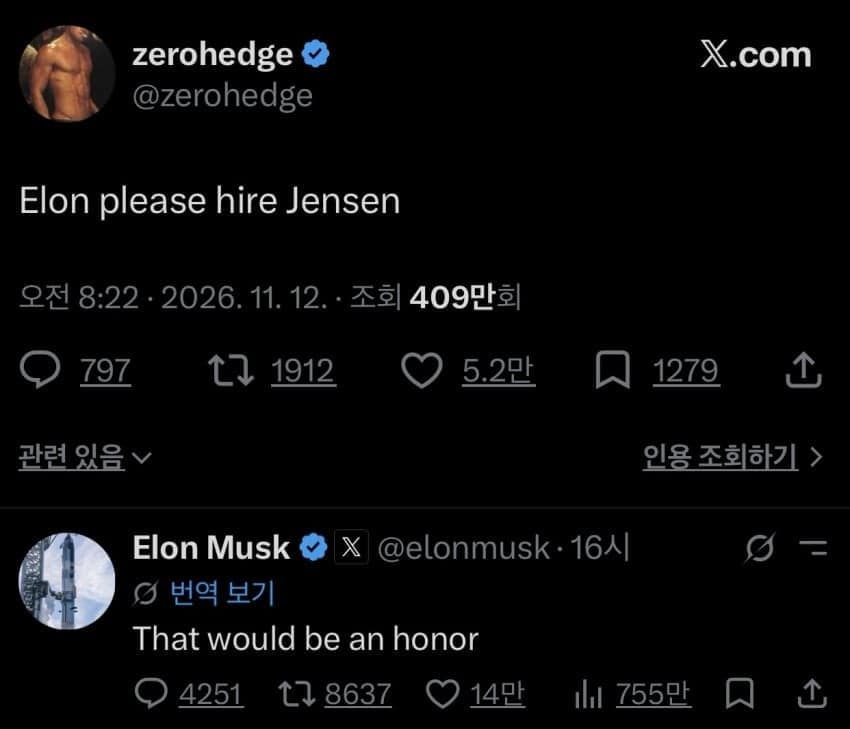 zerohedge
X.com
@zerohedge
Elon please hire Jensen
오전 8:22 · 2026. 11. 12. · 조회 409만회
797 1912 5.2만 1279
관련 있음 인용 조회하기
Elon Musk X @elonmusk · 16시
번역 보기
That would be an honor
4251 8637 14만 755만